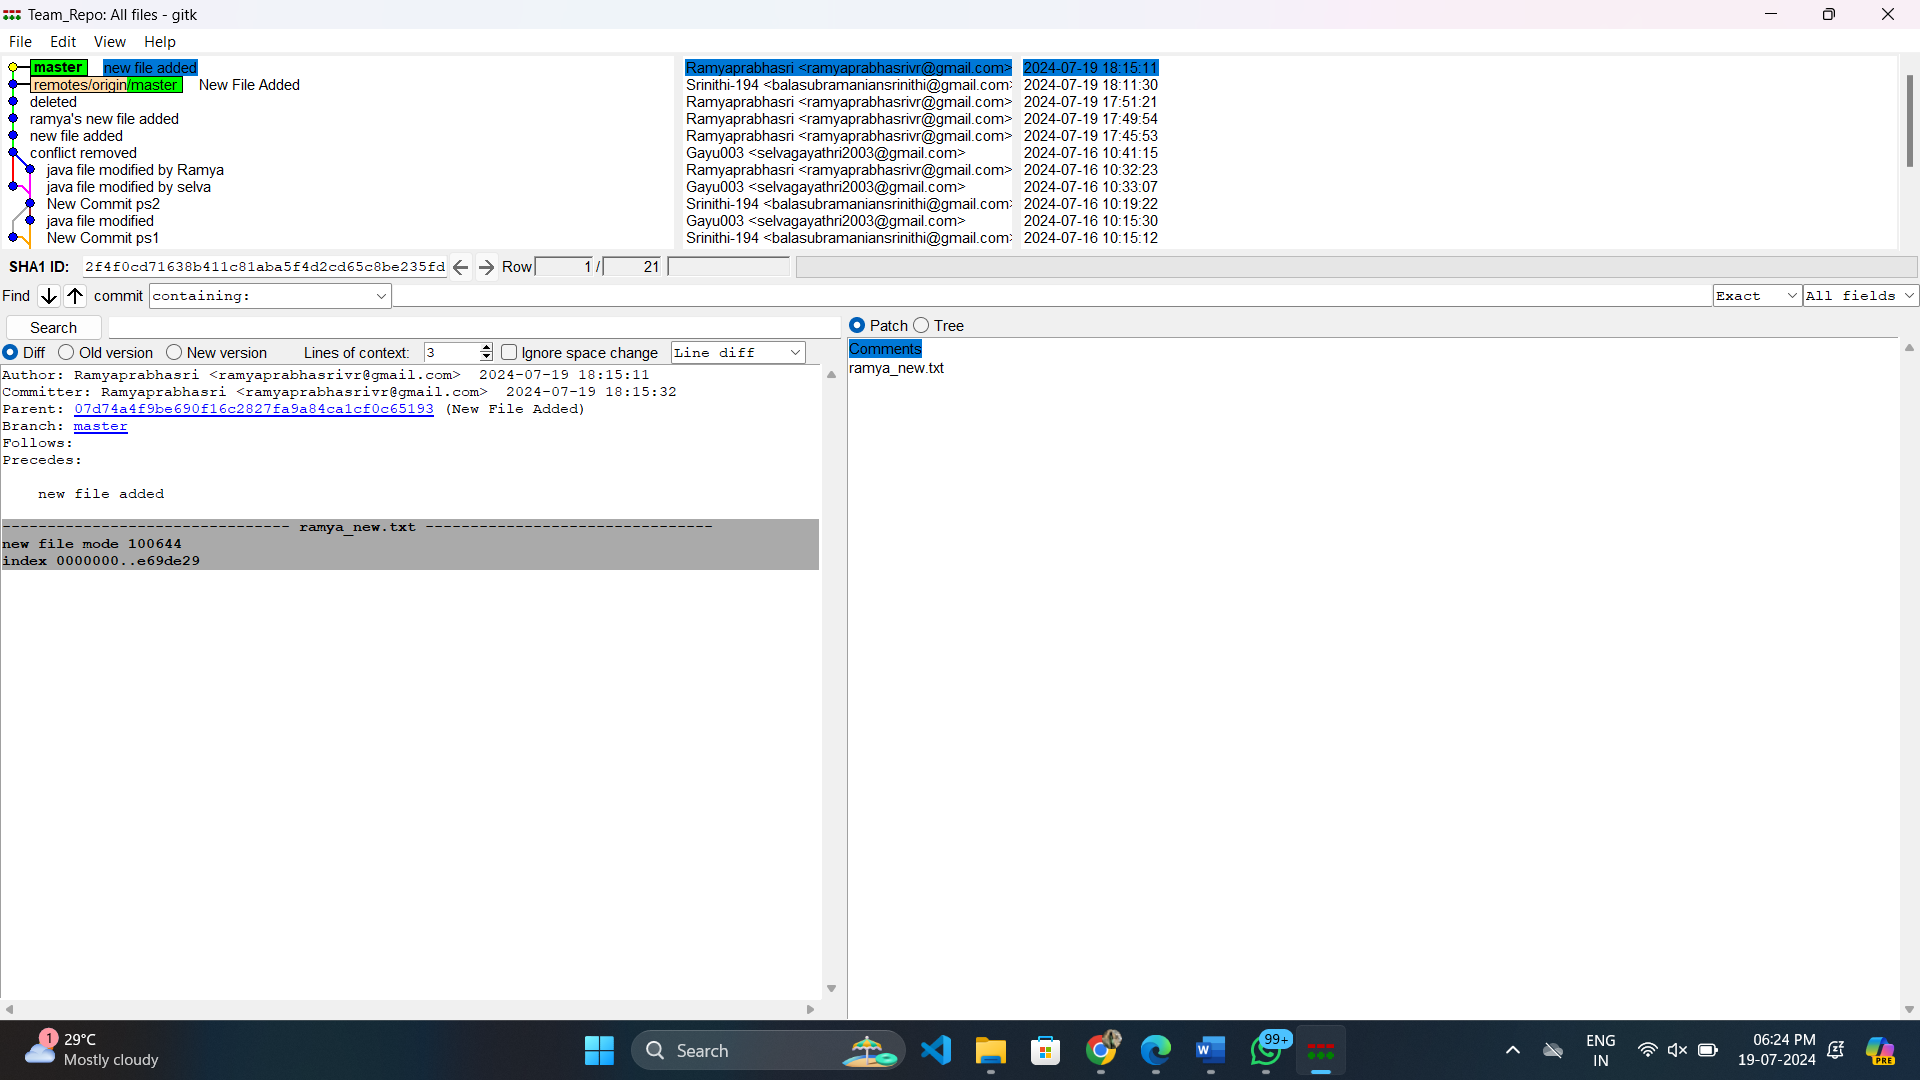 Team_Repo: All files - gitk
File Edit View Help
master new file added Ramyaprabhasri <ramyaprabhasrivr@gmail.com> 2024-07-19 18:15:11
remotes/origin/master New File Added Srinithi-194 <balasubramaniansrinithi@gmail.com> 2024-07-19 18:11:30
deleted Ramyaprabhasri <ramyaprabhasrivr@gmail.com> 2024-07-19 17:51:21
ramya's new file added Ramyaprabhasri <ramyaprabhasrivr@gmail.com> 2024-07-19 17:49:54
new file added Ramyaprabhasri <ramyaprabhasrivr@gmail.com> 2024-07-19 17:45:53
conflict removed Gayu003 <selvagayathri2003@gmail.com> 2024-07-16 10:41:15
java file modified by Ramya Ramyaprabhasri <ramyaprabhasrivr@gmail.com> 2024-07-16 10:32:23
java file modified by selva Gayu003 <selvagayathri2003@gmail.com> 2024-07-16 10:33:07
New Commit ps2 Srinithi-194 <balasubramaniansrinithi@gmail.com> 2024-07-16 10:19:22
java file modified Gayu003 <selvagayathri2003@gmail.com> 2024-07-16 10:15:30
New Commit ps1 Srinithi-194 <balasubramaniansrinithi@gmail.com> 2024-07-16 10:15:12
SHA1 ID: 2f4f0cd71638b411c81aba5f4d2cd65c8be235fd Row 1 / 21
Find commit containing: Exact All fields
Search
Patch Tree
Diff Old version New version Lines of context: 3 Ignore space change Line diff
Comments
ramya_new.txt
Author: Ramyaprabhasri <ramyaprabhasrivr@gmail.com> 2024-07-19 18:15:11
Committer: Ramyaprabhasri <ramyaprabhasrivr@gmail.com> 2024-07-19 18:15:32
Parent: 07d74a4f9be690f16c2827fa9a84ca1cf0c65193 (New File Added)
Branch: master
Follows:
Precedes:
new file added
-------------------------------- ramya_new.txt --------------------------------
new file mode 100644
index 0000000..e69de29
1
29°C
Mostly cloudy
Search
99+
ENG
IN
06:24 PM
19-07-2024
PRE